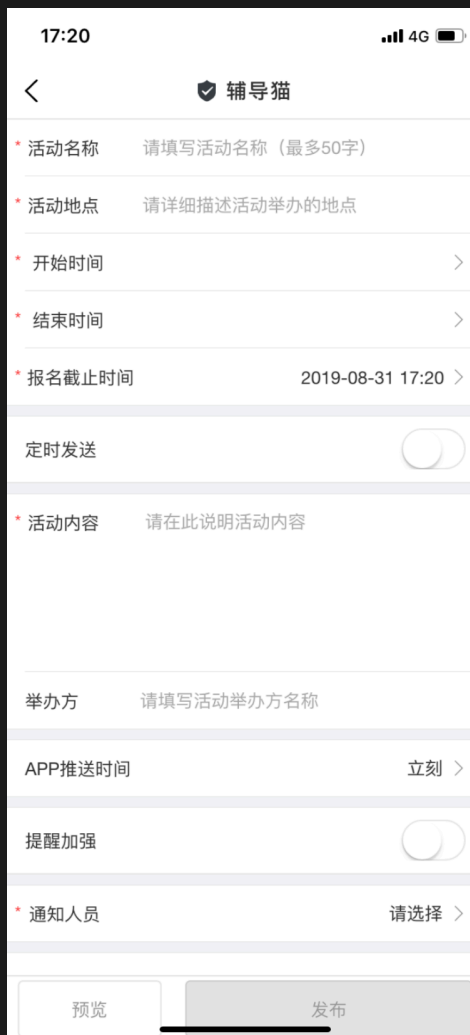 17:20 4G
辅导猫
* 活动名称 请填写活动名称（最多50字）
* 活动地点 请详细描述活动举办的地点
* 开始时间
* 结束时间
* 报名截止时间 2019-08-31 17:20
定时发送
* 活动内容 请在此说明活动内容
举办方 请填写活动举办方名称
APP推送时间 立刻
提醒加强
* 通知人员 请选择
预览 发布